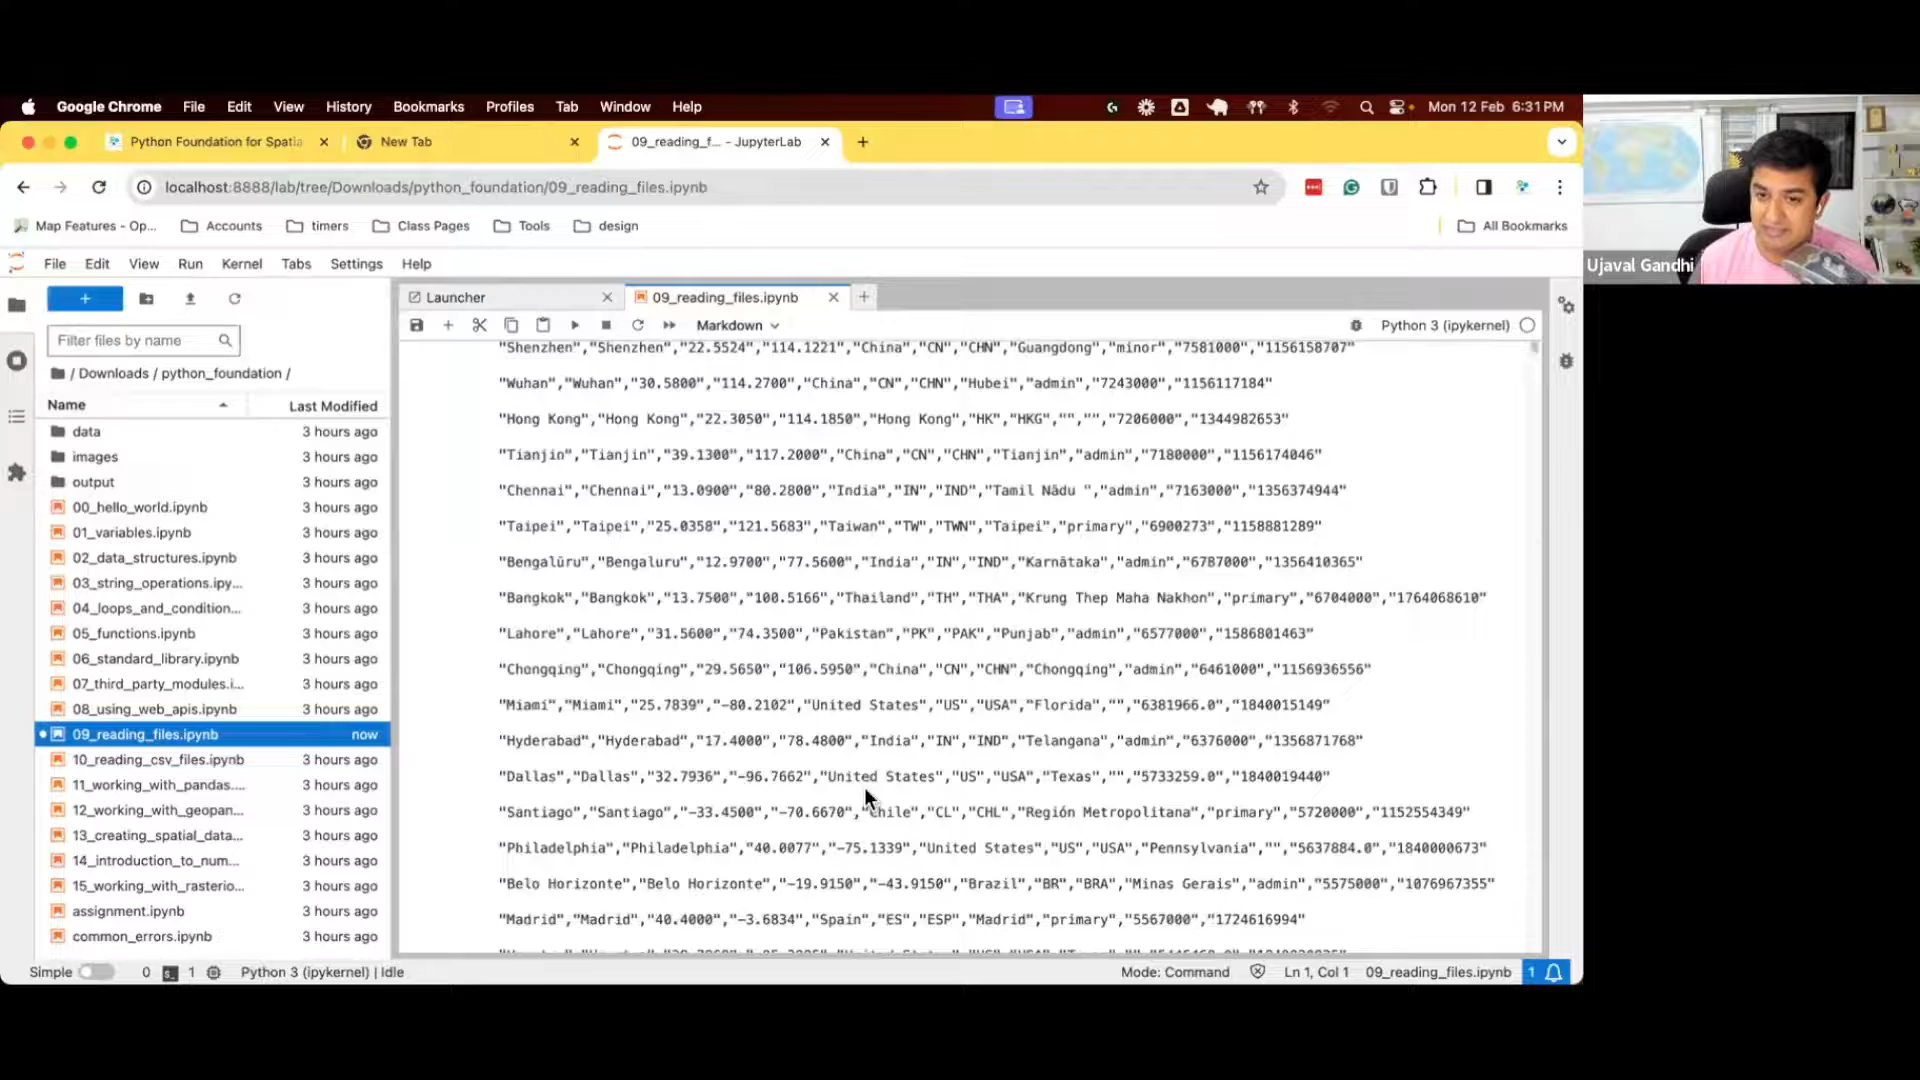 Google Chrome File Edit View History Bookmarks Profiles Tab Window Help Mon 12 Feb 6:31 PM
Python Foundation for Spatia New Tab 09_reading_f... - JupyterLab
localhost:8888/lab/tree/Downloads/python_foundation/09_reading_files.ipynb
Map Features - Op... Accounts timers Class Pages Tools design All Bookmarks
Ujaval Gandhi
File Edit View Run Kernel Tabs Settings Help
Launcher 09_reading_files.ipynb
Markdown Python 3 (ipykernel)
Filter files by name
/ Downloads / python_foundation /
Name Last Modified
data 3 hours ago
images 3 hours ago
output 3 hours ago
00_hello_world.ipynb 3 hours ago
01_variables.ipynb 3 hours ago
02_data_structures.ipynb 3 hours ago
03_string_operations.ipy... 3 hours ago
04_loops_and_condition... 3 hours ago
05_functions.ipynb 3 hours ago
06_standard_library.ipynb 3 hours ago
07_third_party_modules.i... 3 hours ago
08_using_web_apis.ipynb 3 hours ago
09_reading_files.ipynb now
10_reading_csv_files.ipynb 3 hours ago
11_working_with_pandas.... 3 hours ago
12_working_with_geopan... 3 hours ago
13_creating_spatial_data... 3 hours ago
14_introduction_to_num... 3 hours ago
15_working_with_rasterio... 3 hours ago
assignment.ipynb 3 hours ago
common_errors.ipynb 3 hours ago
"Shenzhen","Shenzhen","22.5524","114.1221","China","CN","CHN","Guangdong","minor","7581000","1156158707"
"Wuhan","Wuhan","30.5800","114.2700","China","CN","CHN","Hubei","admin","7243000","1156117184"
"Hong Kong","Hong Kong","22.3050","114.1850","Hong Kong","HK","HKG","","","7206000","1344982653"
"Tianjin","Tianjin","39.1300","117.2000","China","CN","CHN","Tianjin","admin","7180000","1156174046"
"Chennai","Chennai","13.0900","80.2800","India","IN","IND","Tamil Nādu ","admin","7163000","1356374944"
"Taipei","Taipei","25.0358","121.5683","Taiwan","TW","TWN","Taipei","primary","6900273","1158881289"
"Bengalūru","Bengaluru","12.9700","77.5600","India","IN","IND","Karnātaka","admin","6787000","1356410365"
"Bangkok","Bangkok","13.7500","100.5166","Thailand","TH","THA","Krung Thep Maha Nakhon","primary","6704000","1764068610"
"Lahore","Lahore","31.5600","74.3500","Pakistan","PK","PAK","Punjab","admin","6577000","1586801463"
"Chongqing","Chongqing","29.5650","106.5950","China","CN","CHN","Chongqing","admin","6461000","1156936556"
"Miami","Miami","25.7839","-80.2102","United States","US","USA","Florida","","6381966.0","1840015149"
"Hyderabad","Hyderabad","17.4000","78.4800","India","IN","IND","Telangana","admin","6376000","1356871768"
"Dallas","Dallas","32.7936","-96.7662","United States","US","USA","Texas","","5733259.0","1840019440"
"Santiago","Santiago","-33.4500","-70.6670","Chile","CL","CHL","Región Metropolitana","primary","5720000","1152554349"
"Philadelphia","Philadelphia","40.0077","-75.1339","United States","US","USA","Pennsylvania","","5637884.0","1840000673"
"Belo Horizonte","Belo Horizonte","-19.9150","-43.9150","Brazil","BR","BRA","Minas Gerais","admin","5575000","1076967355"
"Madrid","Madrid","40.4000","-3.6834","Spain","ES","ESP","Madrid","primary","5567000","1724616994"
Simple 0 1 Python 3 (ipykernel) | Idle Mode: Command Ln 1, Col 1 09_reading_files.ipynb 1